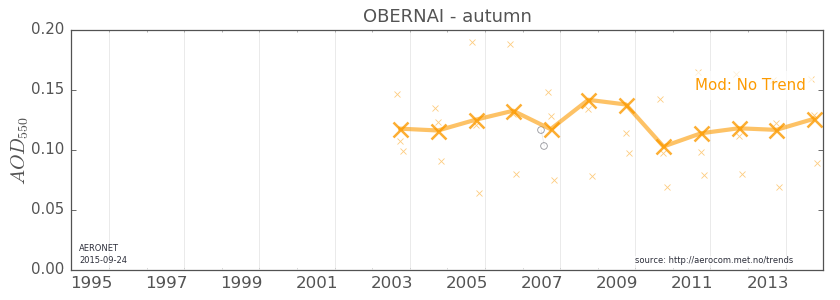 OBERNAI - autumn
0.20
0.15
0.10
0.05
0.00
AOD550
Mod: No Trend
AERONET
2015-09-24
source: http://aerocom.met.no/trends
1995 1997 1999 2001 2003 2005 2007 2009 2011 2013